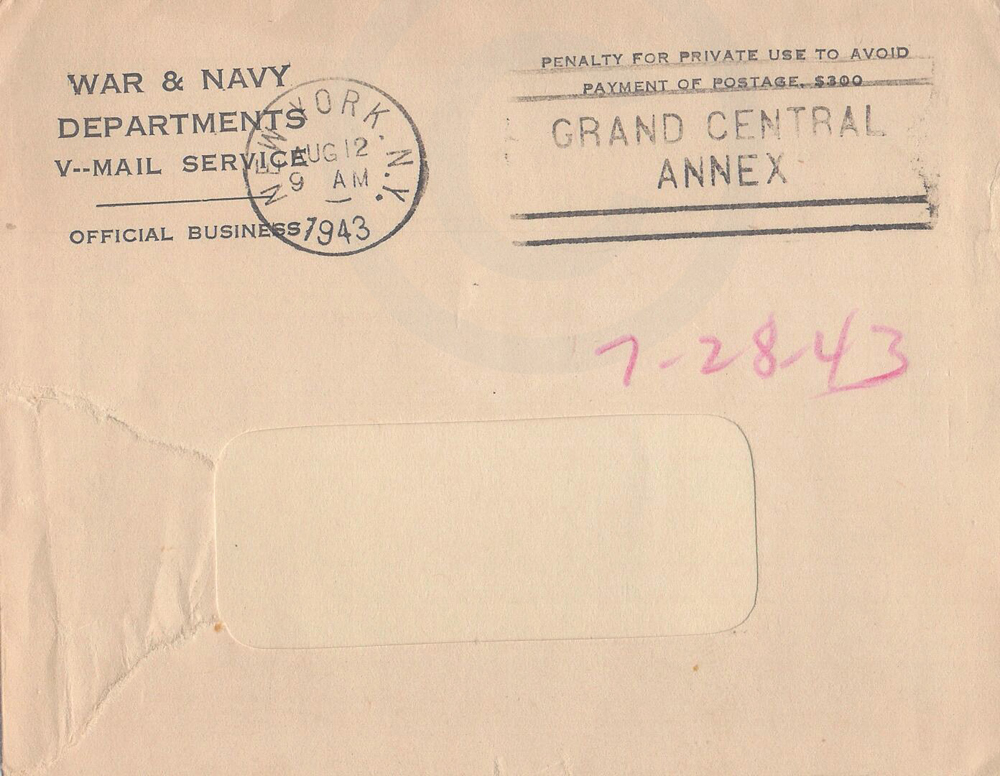 WAR & NAVY
DEPARTMENTS
V--MAIL SERVICE
OFFICIAL BUSINESS
NEW YORK, N.Y.
AUG 12
9 AM
1943
PENALTY FOR PRIVATE USE TO AVOID
PAYMENT OF POSTAGE, $300
GRAND CENTRAL
ANNEX
7-28-43